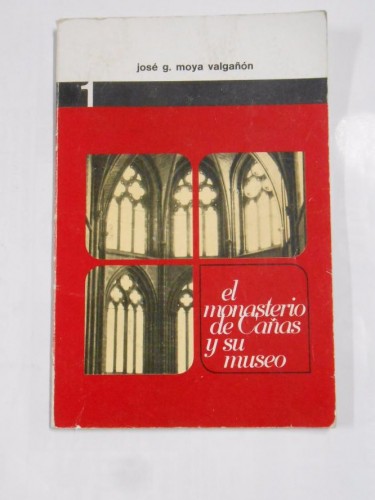 josé g. moya valgañón
1
el
monasterio
de Cañas
y su
museo